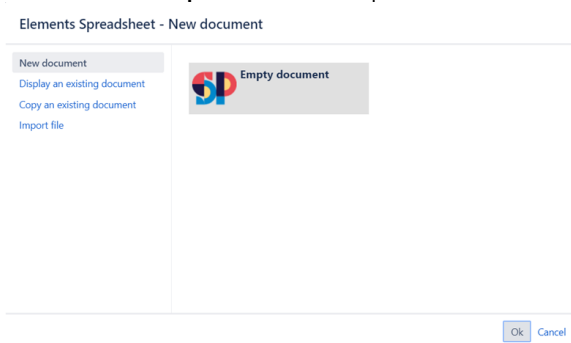 Elements Spreadsheet - New document
New document
Display an existing document
Copy an existing document
Import file
SP
Empty document
Ok
Cancel